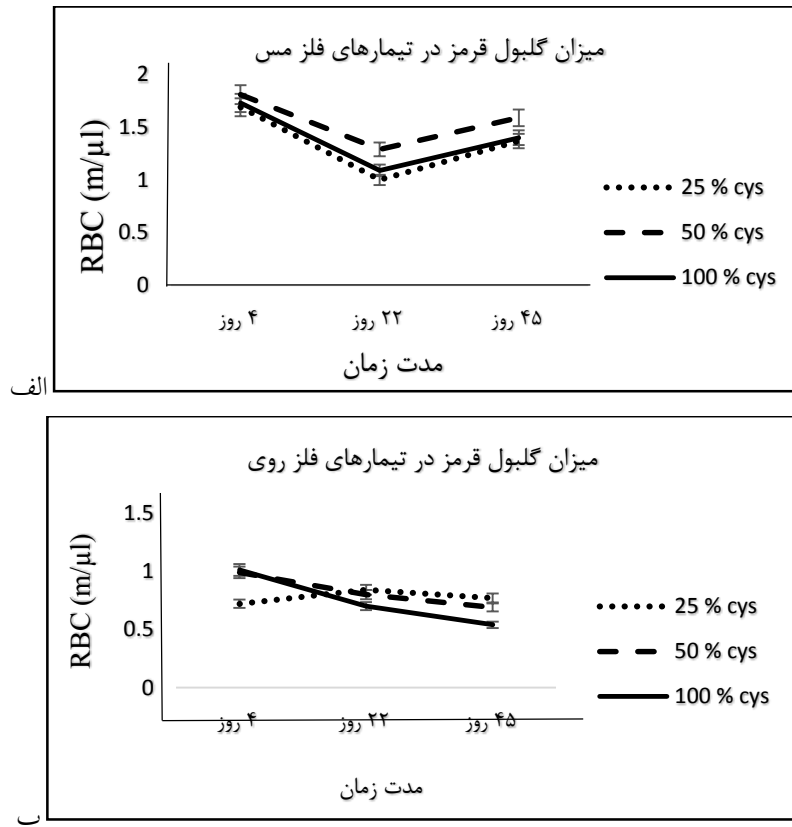 میزان گلبول قرمز در تیمارهای فلز مس
RBC (m/µl)
2
1.5
1
0.5
0
۴ روز
۲۲ روز
۴۵ روز
مدت زمان
25 % cys
50 % cys
100 % cys
الف
میزان گلبول قرمز در تیمارهای فلز روی
RBC (m/µl)
1.5
1
0.5
0
۴ روز
۲۲ روز
۴۵ روز
مدت زمان
25 % cys
50 % cys
100 % cys
ب